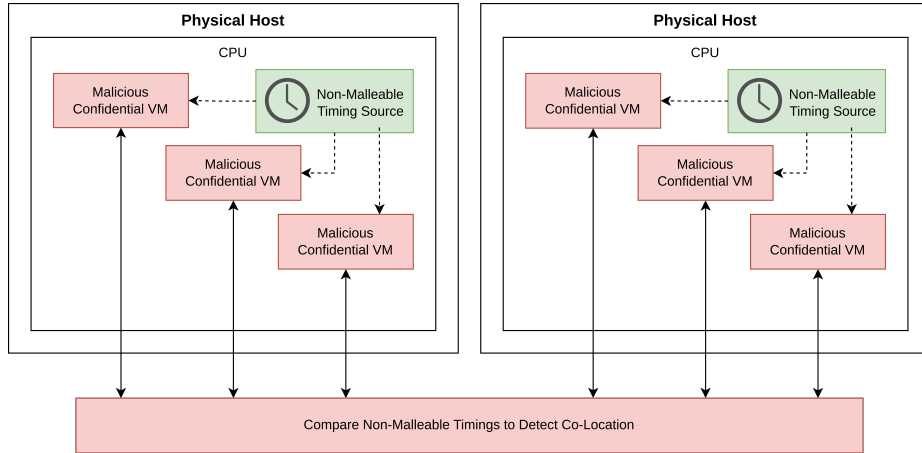 Physical Host
CPU
Malicious
Confidential VM
Non-Malleable
Timing Source
Malicious
Confidential VM
Malicious
Confidential VM
Physical Host
CPU
Malicious
Confidential VM
Non-Malleable
Timing Source
Malicious
Confidential VM
Malicious
Confidential VM
Compare Non-Malleable Timings to Detect Co-Location